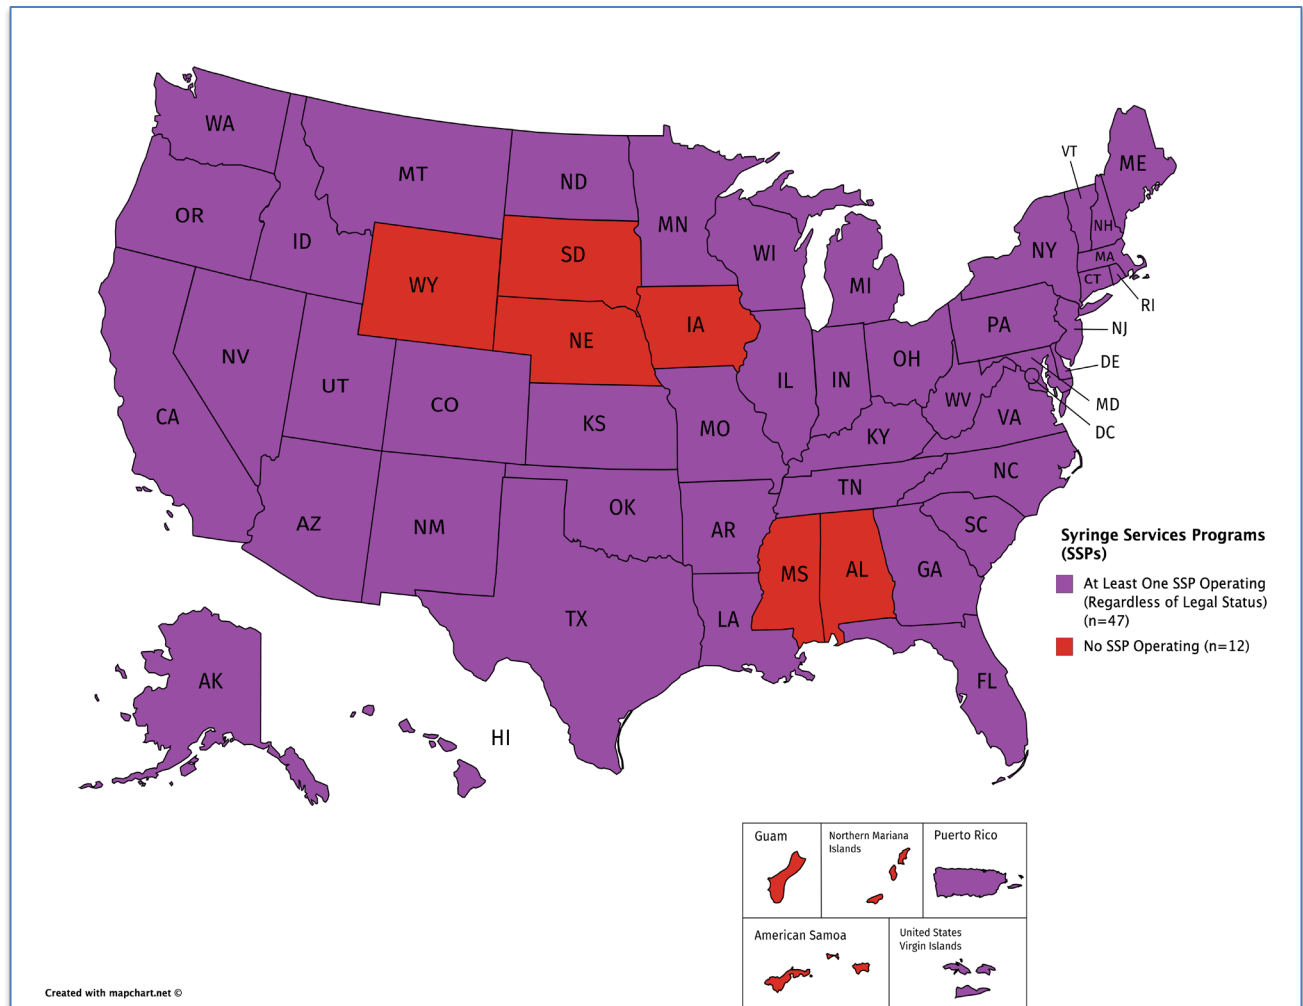 WA
MT
ND
MN
VT
ME
OR
ID
SD
WI
NY
NH
MA
CT
RI
WY
MI
IA
PA
NJ
NE
NV
UT
CO
IL
IN
OH
DE
MD
DC
CA
KS
MO
WV
VA
KY
NC
TN
AZ
NM
OK
AR
SC
MS
AL
GA
TX
LA
FL
AK
HI
Syringe Services Programs
(SSPs)
At Least One SSP Operating
(Regardless of Legal Status)
(n=47)
No SSP Operating (n=12)
Guam
Northern Mariana
Islands
Puerto Rico
American Samoa
United States
Virgin Islands
Created with mapchart.net ©